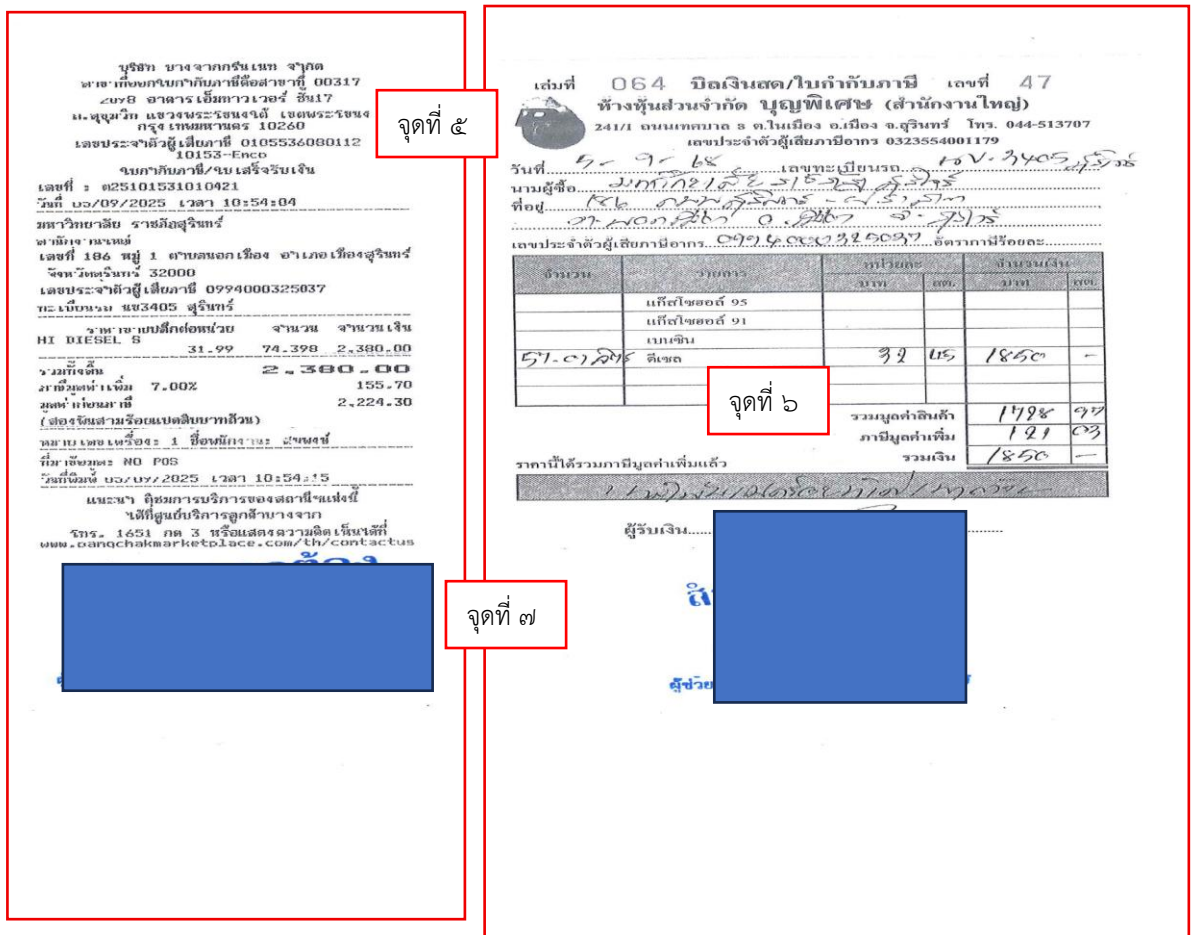 บริษัท บางจากกรีนเนท จำกัด
สาขาที่ออกใบกำกับภาษีคือสาขาที่ 00317
2098 อาคารเอ็มทาวเวอร์ ชั้น17
ถ.สุขุมวิท แขวงพระโขนงใต้ เขตพระโขนง
กรุงเทพมหานคร 10260
เลขประจำตัวผู้เสียภาษี 0105536080112
10153-Enco
ใบกำกับภาษี/ใบเสร็จรับเงิน
เลขที่ : ต25101531010421
วันที่ 05/09/2025 เวลา 10:54:04
มหาวิทยาลัย ราชภัฏสุรินทร์
สำนักงานใหญ่
เลขที่ 186 หมู่ 1 ตำบลนอกเมือง อำเภอเมืองสุรินทร์
จังหวัดสุรินทร์ 32000
เลขประจำตัวผู้เสียภาษี 0994000325037
ทะเบียนรถ นข3405 สุรินทร์
ราคาขายปลีกต่อหน่วย จำนวน จำนวนเงิน
HI DIESEL S
31.99 74.398 2,380.00
รวมทั้งสิ้น 2,380.00
ภาษีมูลค่าเพิ่ม 7.00% 155.70
มูลค่าก่อนภาษี 2,224.30
(สองพันสามร้อยแปดสิบบาทถ้วน)
หมายเลขเครื่อง: 1 ชื่อพนักงาน:
NO POS
วันที่พิมพ์ 05/09/2025 เวลา 10:54:15
แนะนำ ติชมการบริการของสถานีฯแห่งนี้
ได้ที่ศูนย์บริการลูกค้าบางจาก
โทร. 1651 กด 3 หรือแสดงความคิดเห็นได้ที่
www.bangchakmarketplace.com/th/contactus
จุดที่ ๕
เล่มที่ 064 บิลเงินสด/ใบกำกับภาษี เลขที่ 47
ห้างหุ้นส่วนจำกัด บุญพิเศษ (สำนักงานใหญ่)
241/1 ถนนเทศบาล 8 ต.ในเมือง อ.เมือง จ.สุรินทร์ โทร. 044-513707
เลขประจำตัวผู้เสียภาษีอากร 0323554001179
วันที่ 5-9-68 เลขทะเบียนรถ นข-3405 สุรินทร์
นามผู้ซื้อ มหาวิทยาลัยราชภัฏสุรินทร์
ที่อยู่ 186
เลขประจำตัวผู้เสียภาษีอากร 0994000325037 อัตราภาษีร้อยละ
จำนวน รายการ หน่วยละ จำนวนเงิน
บาท สต. บาท สต.
แก๊สโซฮอล์ 95
แก๊สโซฮอล์ 91
เบนซิน
57.01 ลิตร ดีเซล 32 45 1850 -
จุดที่ ๖
รวมมูลค่าสินค้า 1728 97
ภาษีมูลค่าเพิ่ม 121 03
ราคานี้ได้รวมภาษีมูลค่าเพิ่มแล้ว รวมเงิน 1850 -
ผู้รับเงิน
จุดที่ ๗
ผู้ช่วย